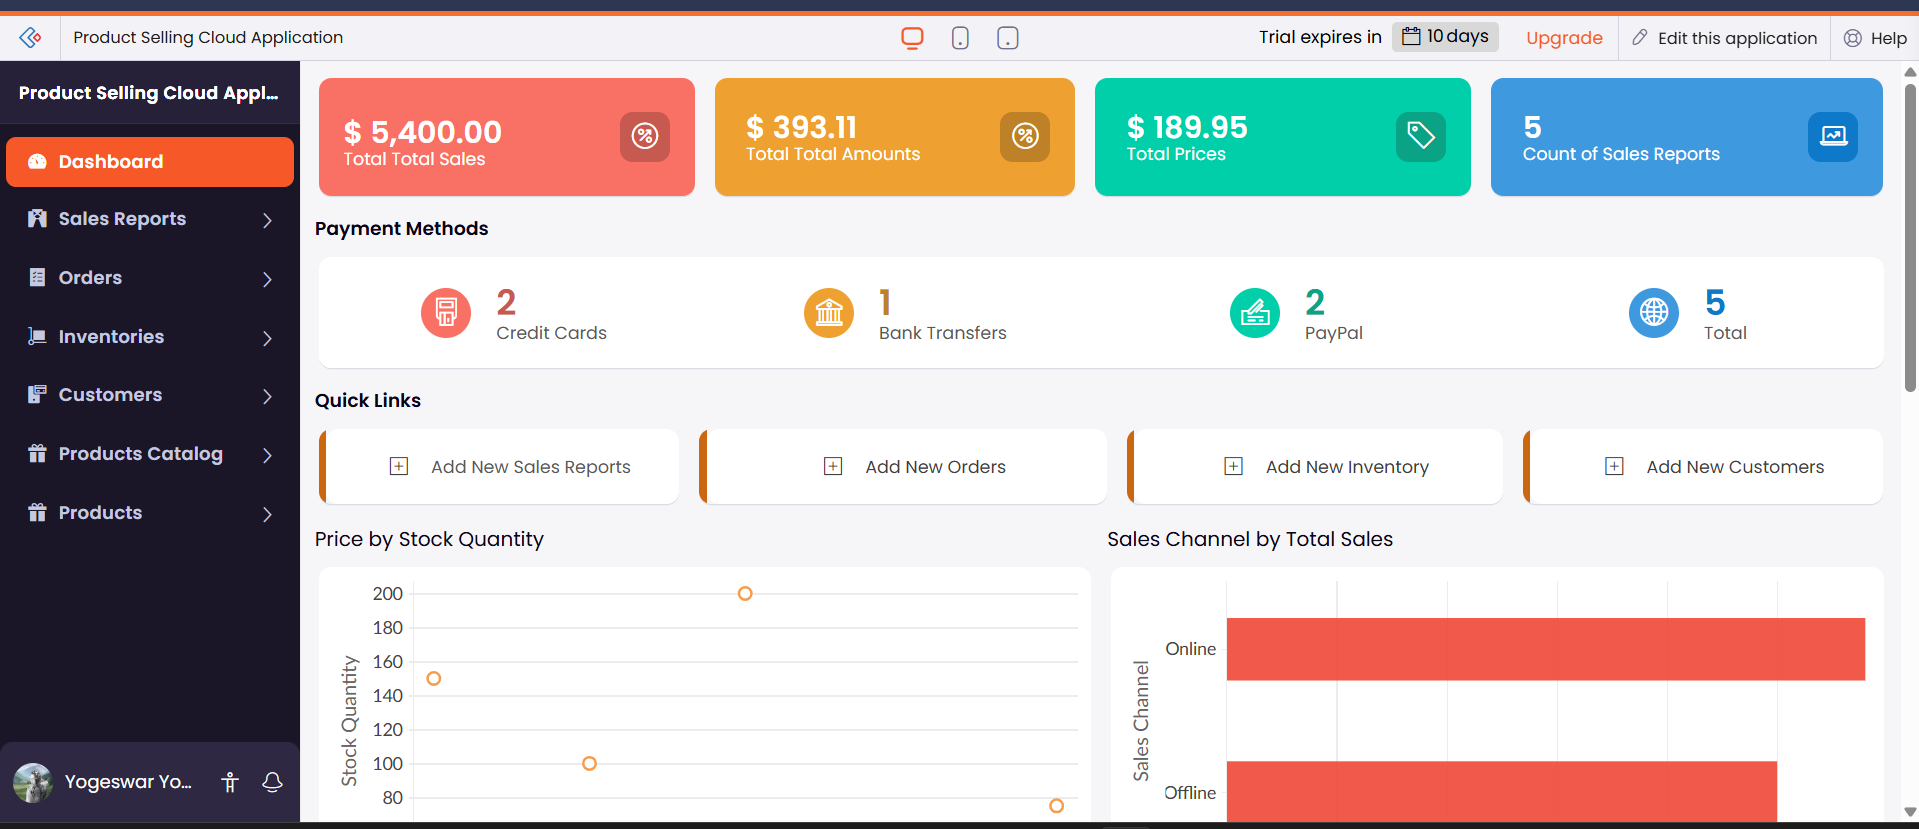 Product Selling Cloud Application
Trial expires in 10 days Upgrade Edit this application Help
Product Selling Cloud Appl...
Dashboard
Sales Reports
Orders
Inventories
Customers
Products Catalog
Products
Yogeswar Yo...
$ 5,400.00
Total Total Sales
$ 393.11
Total Total Amounts
$ 189.95
Total Prices
5
Count of Sales Reports
Payment Methods
2
Credit Cards
1
Bank Transfers
2
PayPal
5
Total
Quick Links
Add New Sales Reports
Add New Orders
Add New Inventory
Add New Customers
Price by Stock Quantity
Stock Quantity
200
180
160
140
120
100
80
Sales Channel by Total Sales
Sales Channel
Online
Offline